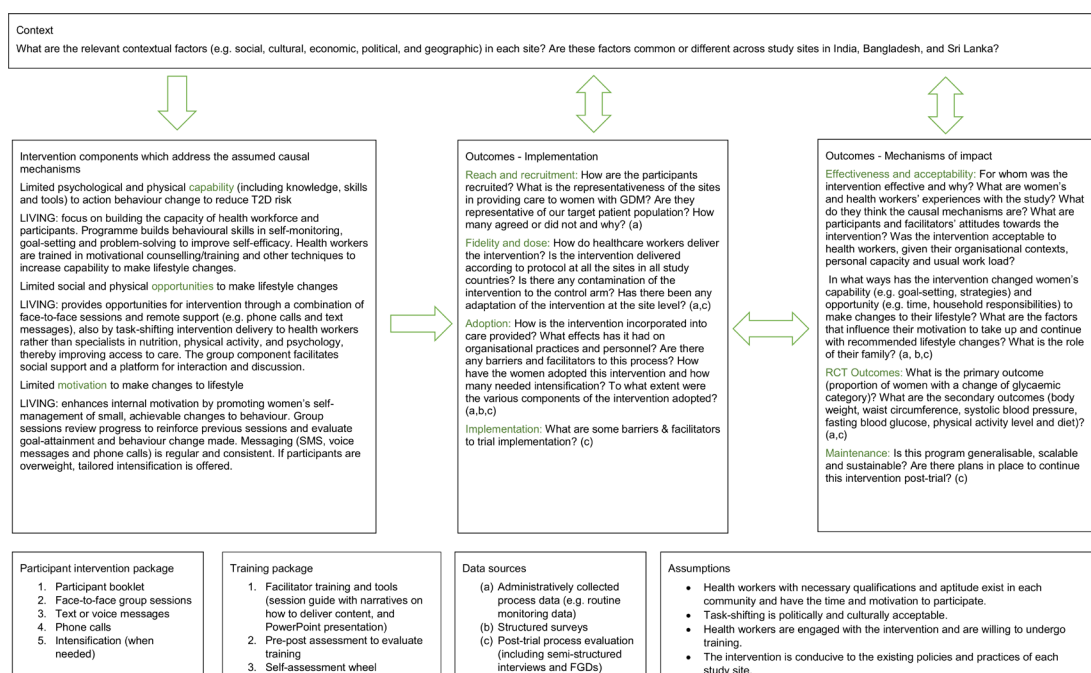 Context
What are the relevant contextual factors (e.g. social, cultural, economic, political, and geographic) in each site? Are these factors common or different across study sites in India, Bangladesh, and Sri Lanka?
Intervention components which address the assumed causal
mechanisms
Limited psychological and physical capability (including knowledge, skills
and tools) to action behaviour change to reduce T2D risk
LIVING: focus on building the capacity of health workforce and
participants. Programme builds behavioural skills in self-monitoring,
goal-setting and problem-solving to improve self-efficacy. Health workers
are trained in motivational counselling/training and other techniques to
increase capability to make lifestyle changes.
Limited social and physical opportunities to make lifestyle changes
LIVING: provides opportunities for intervention through a combination of
face-to-face sessions and remote support (e.g. phone calls and text
messages), also by task-shifting intervention delivery to health workers
rather than specialists in nutrition, physical activity, and psychology,
thereby improving access to care. The group component facilitates
social support and a platform for interaction and discussion.
Limited motivation to make changes to lifestyle
LIVING: enhances internal motivation by promoting women's self-
management of small, achievable changes to behaviour. Group
sessions review progress to reinforce previous sessions and evaluate
goal-attainment and behaviour change made. Messaging (SMS, voice
messages and phone calls) is regular and consistent. If participants are
overweight, tailored intensification is offered.
Outcomes - Implementation
Reach and recruitment: How are the participants
recruited? What is the representativeness of the sites
in providing care to women with GDM? Are they
representative of our target patient population? How
many agreed or did not and why? (a)
Fidelity and dose: How do healthcare workers deliver
the intervention? Is the intervention delivered
according to protocol at all the sites in all study
countries? Is there any contamination of the
intervention to the control arm? Has there been any
adaptation of the intervention at the site level? (a,c)
Adoption: How is the intervention incorporated into
care provided? What effects has it had on
organisational practices and personnel? Are there
any barriers and facilitators to this process? How
have the women adopted this intervention and how
many needed intensification? To what extent were
the various components of the intervention adopted?
(a,b,c)
Implementation: What are some barriers & facilitators
to trial implementation? (c)
Outcomes - Mechanisms of impact
Effectiveness and acceptability: For whom was the
intervention effective and why? What are women's
and health workers' experiences with the study? What
do they think the causal mechanisms are? What are
participants and facilitators' attitudes towards the
intervention? Was the intervention acceptable to
health workers, given their organisational contexts,
personal capacity and usual work load?
In what ways has the intervention changed women's
capability (e.g. goal-setting, strategies) and
opportunity (e.g. time, household responsibilities) to
make changes to their lifestyle? What are the factors
that influence their motivation to take up and continue
with recommended lifestyle changes? What is the role
of their family? (a, b,c)
RCT Outcomes: What is the primary outcome
(proportion of women with a change of glycaemic
category)? What are the secondary outcomes (body
weight, waist circumference, systolic blood pressure,
fasting blood glucose, physical activity level and diet)?
(a,c)
Maintenance: Is this program generalisable, scalable
and sustainable? Are there plans in place to continue
this intervention post-trial? (c)
Participant intervention package
1. Participant booklet
2. Face-to-face group sessions
3. Text or voice messages
4. Phone calls
5. Intensification (when
needed)
Training package
1. Facilitator training and tools
(session guide with narratives on
how to deliver content, and
PowerPoint presentation)
2. Pre-post assessment to evaluate
training
3. Self-assessment wheel
Data sources
(a) Administratively collected
process data (e.g. routine
monitoring data)
(b) Structured surveys
(c) Post-trial process evaluation
(including semi-structured
interviews and FGDs)
Assumptions
• Health workers with necessary qualifications and aptitude exist in each
community and have the time and motivation to participate.
• Task-shifting is politically and culturally acceptable.
• Health workers are engaged with the intervention and are willing to undergo
training.
• The intervention is conducive to the existing policies and practices of each
study site.